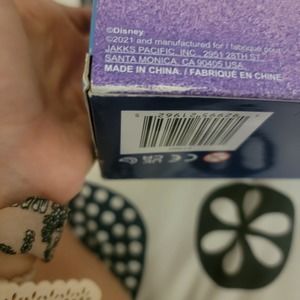 ©Disney
©2021 and manufactured for / fabriqué pour
JAKKS PACIFIC, INC., 2951 28TH ST.,
SANTA MONICA, CA 90405 USA.
MADE IN CHINA. / FABRIQUÉ EN CHINE.
CE